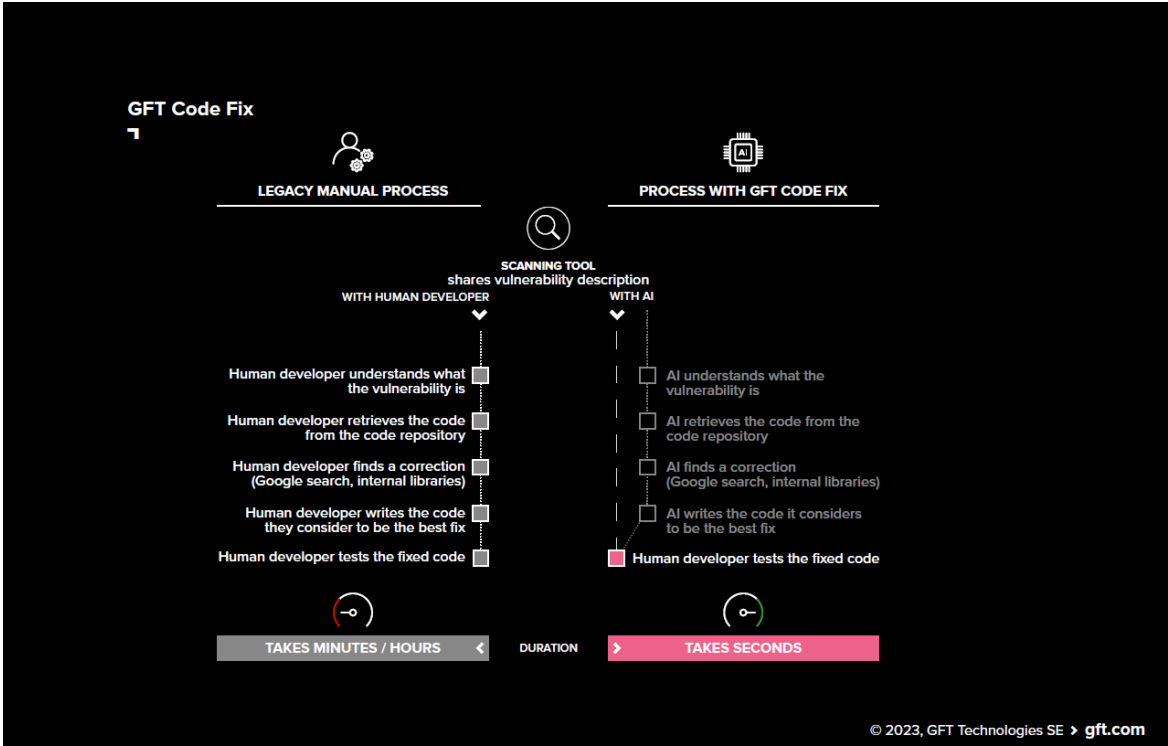 GFT Code Fix
AI
LEGACY MANUAL PROCESS
PROCESS WITH GFT CODE FIX
SCANNING TOOL
shares vulnerability description
WITH HUMAN DEVELOPER
WITH AI
Human developer understands what
the vulnerability is
AI understands what the
vulnerability is
Human developer retrieves the code
from the code repository
AI retrieves the code from the
code repository
Human developer finds a correction
(Google search, internal libraries)
AI finds a correction
(Google search, internal libraries)
Human developer writes the code
they consider to be the best fix
AI writes the code it considers
to be the best fix
Human developer tests the fixed code
Human developer tests the fixed code
TAKES MINUTES / HOURS
DURATION
TAKES SECONDS
© 2023, GFT Technologies SE > gft.com